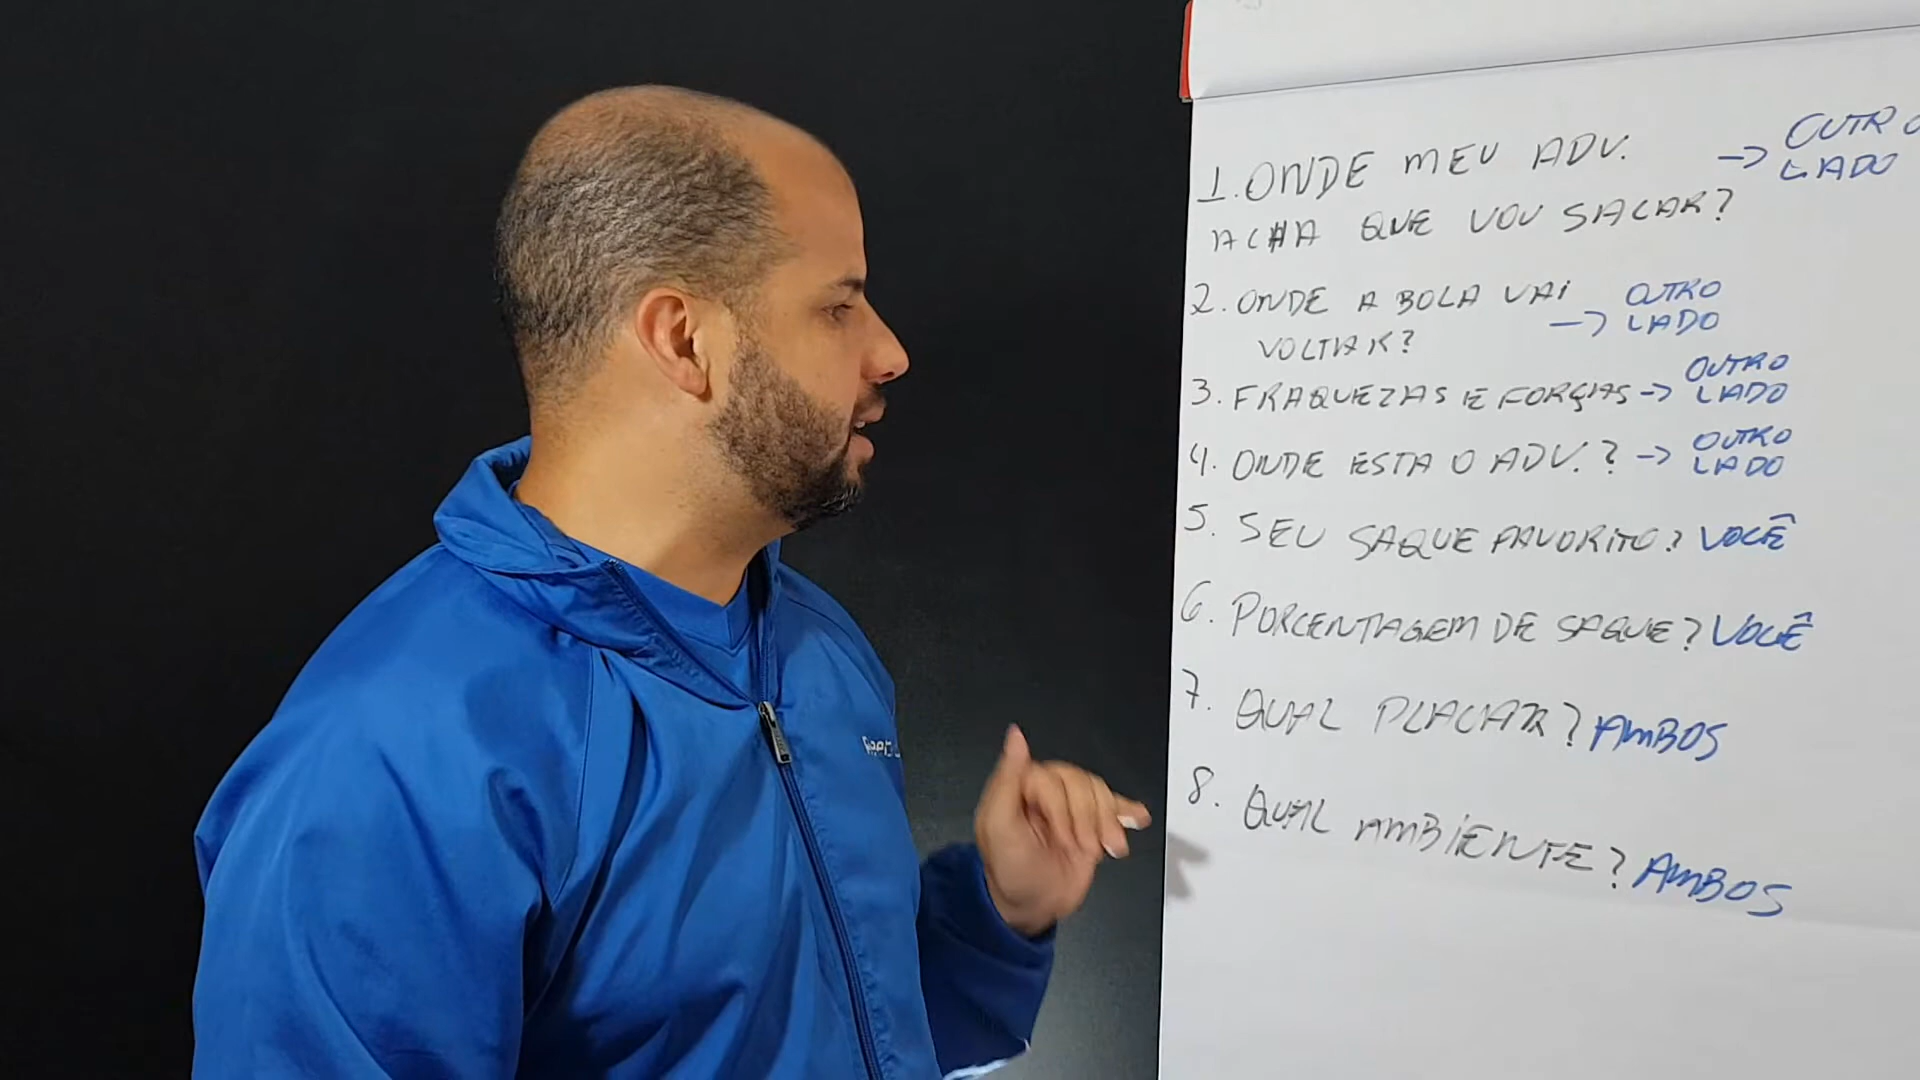 1. ONDE MEU ADV. → OUTRO LADO
ACHA QUE VOU SACAR?
2. ONDE A BOLA VAI
VOLTAR? → OUTRO LADO
3. FRAQUEZAS E FORÇAS → OUTRO LADO
4. ONDE ESTA O ADV.? → OUTRO LADO
5. SEU SAQUE FAVORITO? VOCÊ
6. PORCENTAGEM DE SAQUE? VOCÊ
7. QUAL PLACAR? AMBOS
8. QUAL AMBIENTE? AMBOS